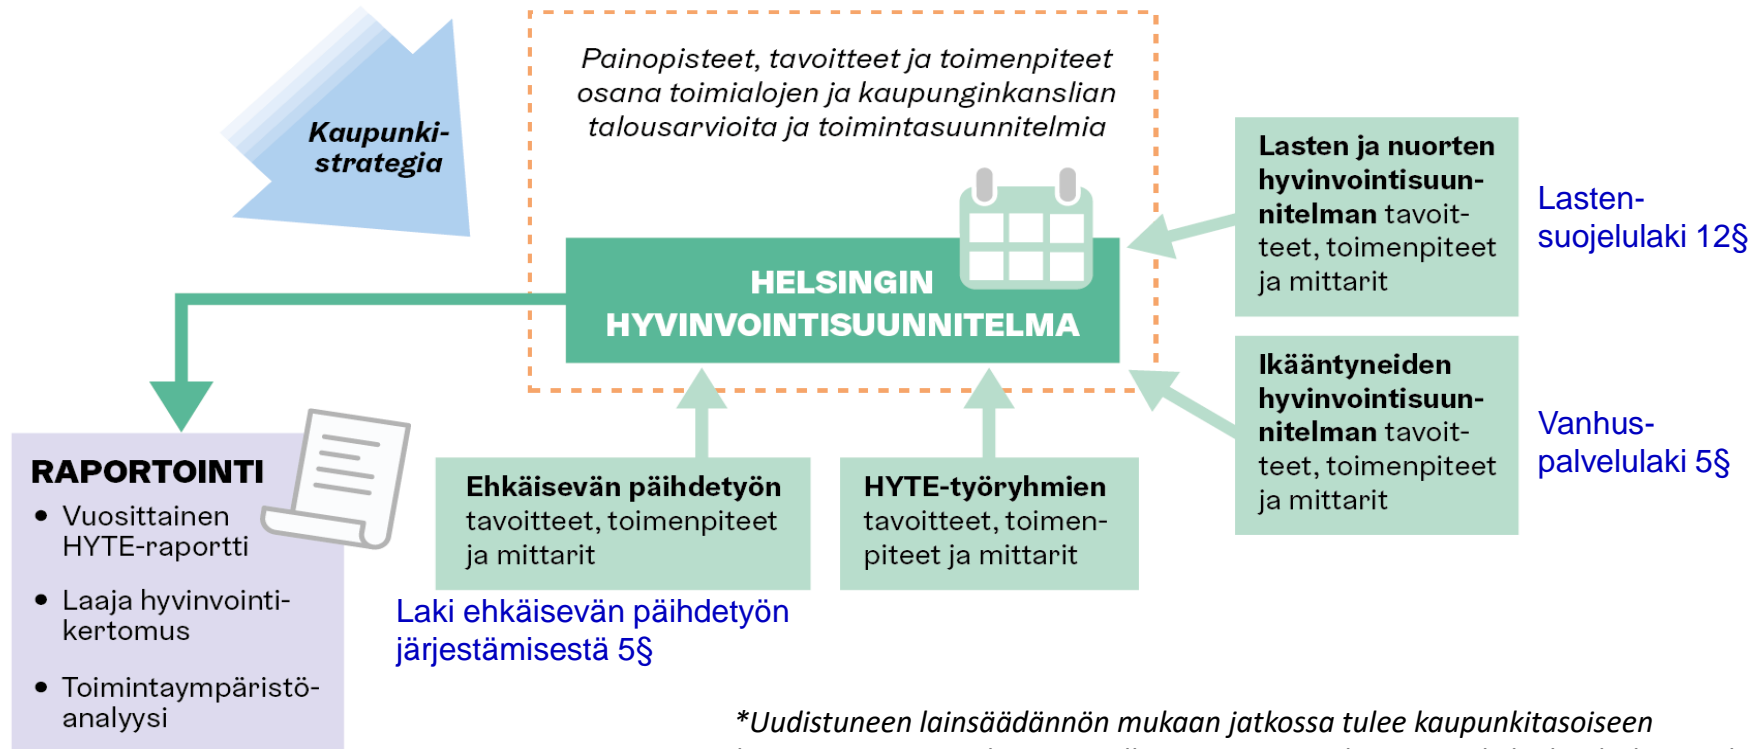 Kaupunki-
strategia
Painopisteet, tavoitteet ja toimenpiteet
osana toimialojen ja kaupunginkanslian
talousarvioita ja toimintasuunnitelmia
HELSINGIN
HYVINVOINTISUUNNITELMA
Lasten ja nuorten
hyvinvointisuun-
nitelman tavoit-
teet, toimenpiteet
ja mittarit
Lasten-
suojelulaki 12§
Ikääntyneiden
hyvinvointisuun-
nitelman tavoit-
teet, toimenpiteet
ja mittarit
Vanhus-
palvelulaki 5§
RAPORTOINTI
• Vuosittainen
HYTE-raportti
• Laaja hyvinvointi-
kertomus
• Toimintaympäristö-
analyysi
Ehkäisevän päihdetyön
tavoitteet, toimenpiteet
ja mittarit
Laki ehkäisevän päihdetyön
järjestämisestä 5§
HYTE-työryhmien
tavoitteet, toimen-
piteet ja mittarit
*Uudistuneen lainsäädännön mukaan jatkossa tulee kaupunkitasoiseen